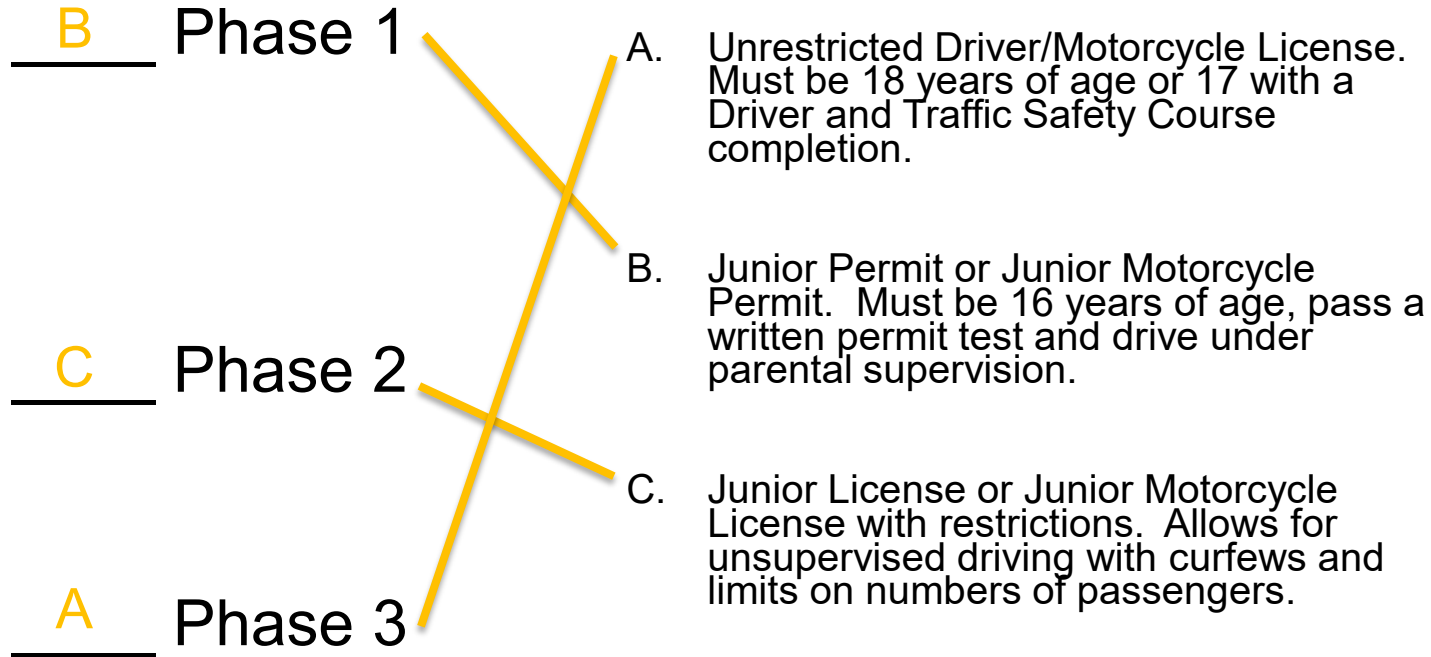 B Phase 1
C Phase 2
A Phase 3
A. Unrestricted Driver/Motorcycle License.
Must be 18 years of age or 17 with a
Driver and Traffic Safety Course
completion.
B. Junior Permit or Junior Motorcycle
Permit.  Must be 16 years of age, pass a
written permit test and drive under
parental supervision.
C. Junior License or Junior Motorcycle
License with restrictions.  Allows for
unsupervised driving with curfews and
limits on numbers of passengers.